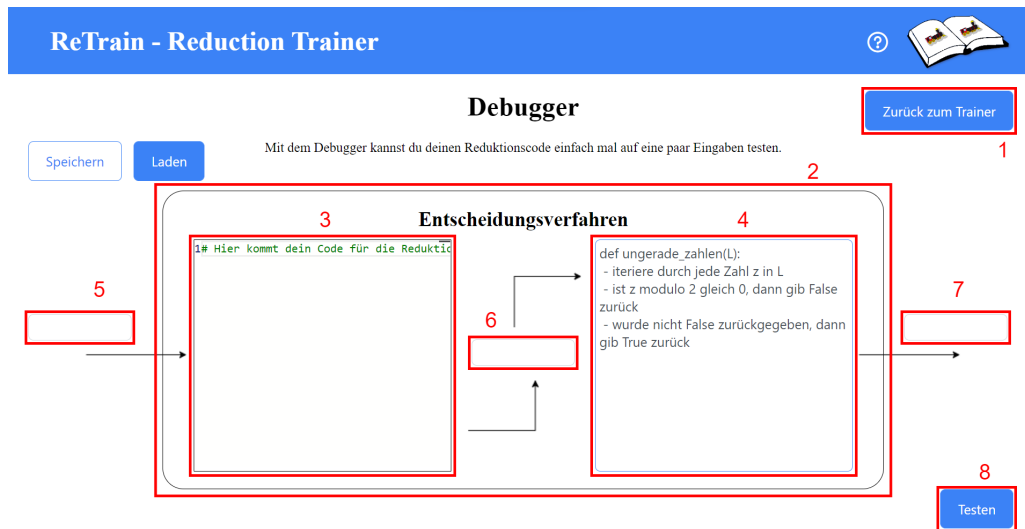 ReTrain - Reduction Trainer
Debugger
Zurück zum Trainer
1
Mit dem Debugger kannst du deinen Reduktionscode einfach mal auf eine paar Eingaben testen.
Speichern
Laden
2
Entscheidungsverfahren
3
4
1# Hier kommt dein Code für die Reduktio
def ungerade_zahlen(L):
- iteriere durch jede Zahl z in L
- ist z modulo 2 gleich 0, dann gib False
zurück
- wurde nicht False zurückgegeben, dann
gib True zurück
5
6
7
8
Testen